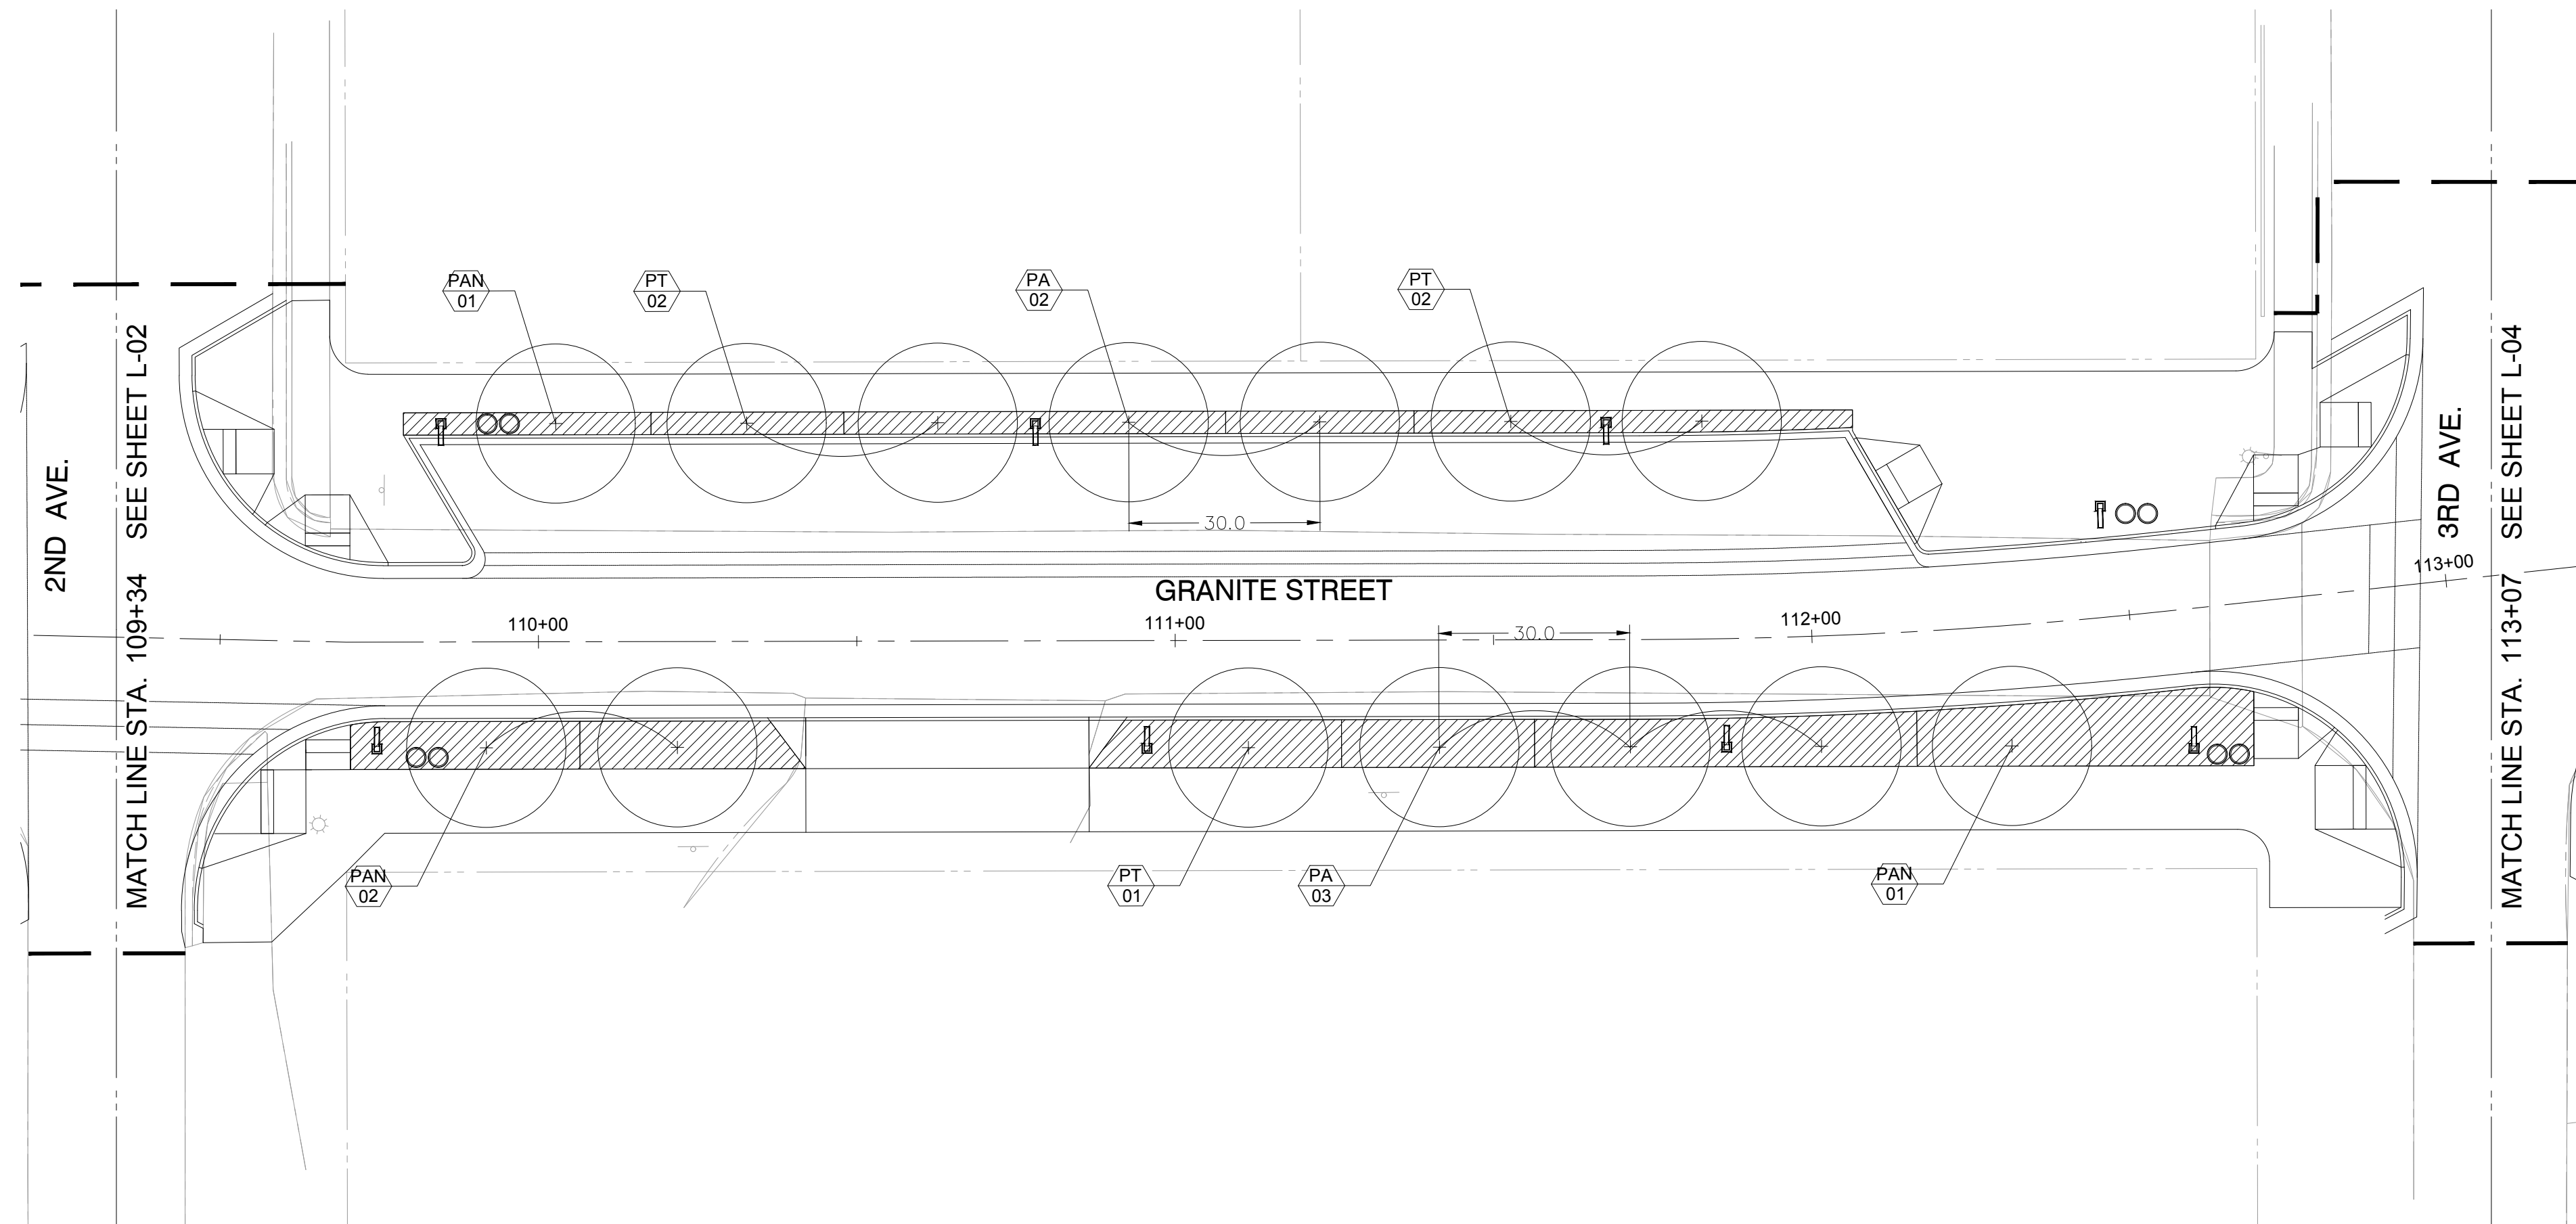 PAN
01
PT
02
PA
02
PT
02
2ND AVE.
MATCH LINE STA. 109+34 SEE SHEET L-02
30.0
GRANITE STREET
110+00
111+00
30.0
112+00
113+00
3RD AVE.
MATCH LINE STA. 113+07 SEE SHEET L-04
PAN
02
PT
01
PA
03
PAN
01